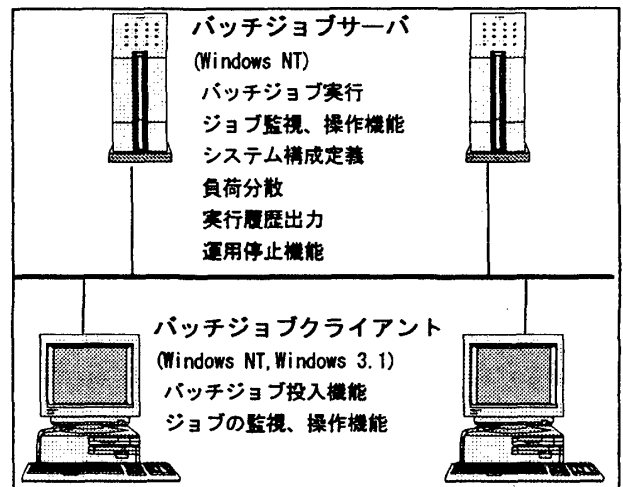 バッチジョブサーバ
(Windows NT)
バッチジョブ実行
ジョブ監視、操作機能
システム構成定義
負荷分散
実行履歴出力
運用停止機能
バッチジョブクライアント
(Windows NT,Windows 3.1)
バッチジョブ投入機能
ジョブの監視、操作機能